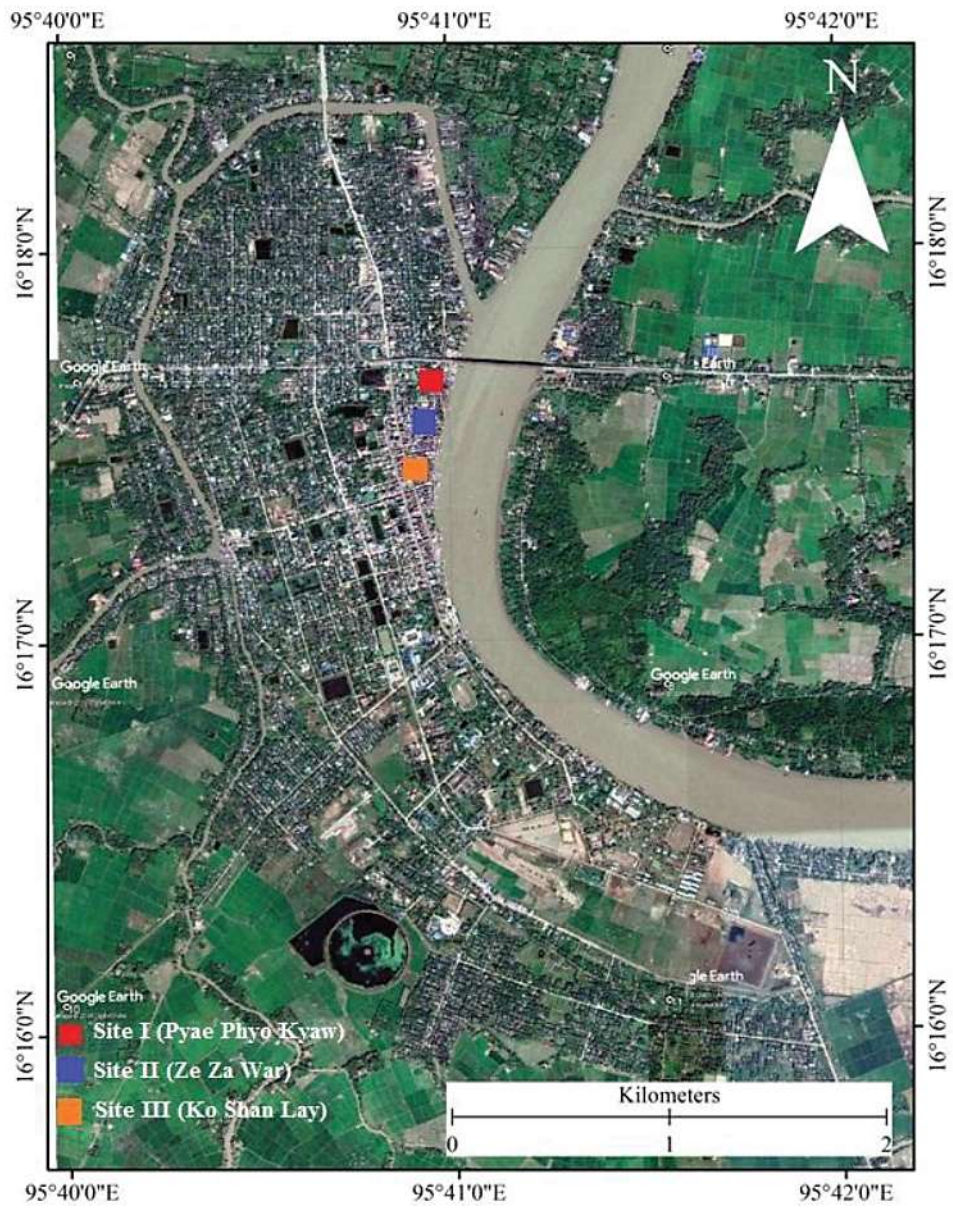 95°40'0"E 95°41'0"E 95°42'0"E
N
16°18'0"N 16°18'0"N
Google Earth Earth
16°17'0"N 16°17'0"N
Google Earth Google Earth
gle Earth
Google Earth
16°16'0"N 16°16'0"N
Site I (Pyae Phyo Kyaw)
Site II (Ze Za War)
Site III (Ko Shan Lay)
Kilometers
0 1 2
95°40'0"E 95°41'0"E 95°42'0"E